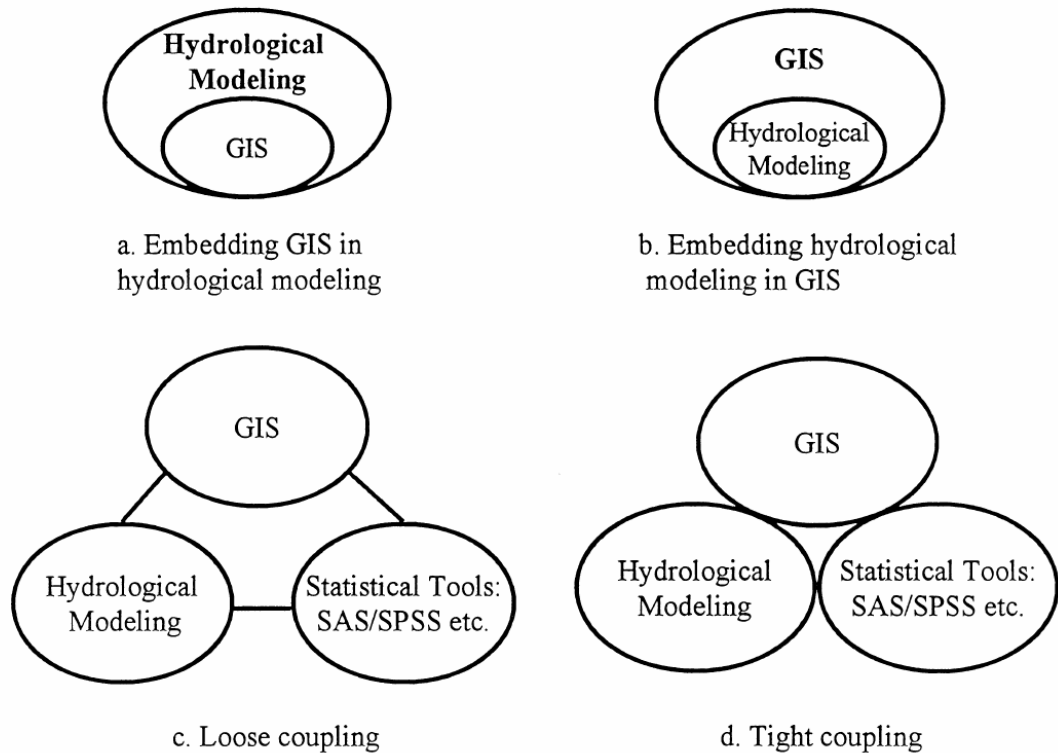 Hydrological
Modeling
GIS
a. Embedding GIS in
hydrological modeling
GIS
Hydrological
Modeling
b. Embedding hydrological
modeling in GIS
GIS
Hydrological
Modeling
Statistical Tools:
SAS/SPSS etc.
c. Loose coupling
GIS
Hydrological
Modeling
Statistical Tools:
SAS/SPSS etc.
d. Tight coupling